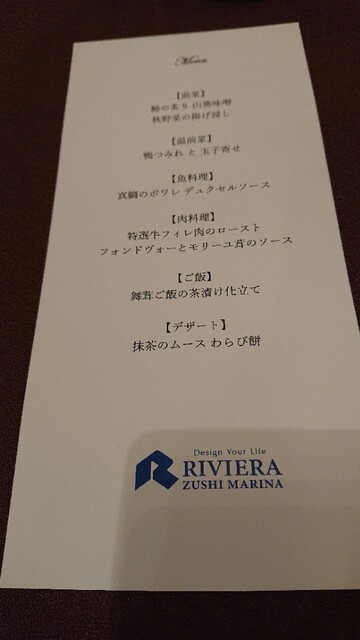 Menu
【前菜】
鰆の炙り 山葵味噌
秋野菜の揚げ浸し
【温前菜】
鴨つみれ と 玉子寄せ
【魚料理】
真鯛のポワレ デュクセルソース
【肉料理】
特選牛フィレ肉のロースト
フォンドヴォーとモリーユ茸のソース
【ご飯】
舞茸ご飯の茶漬け仕立て
【デザート】
抹茶のムース わらび餅
Design Your Life
RIVIERA
ZUSHI MARINA